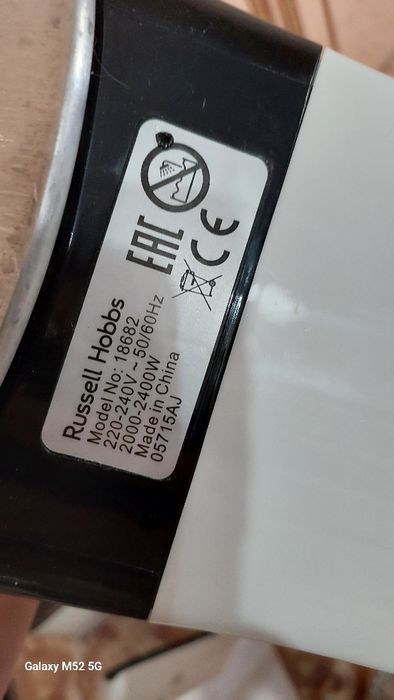 Russell Hobbs
Model No: 18682
220-240V ~ 50/60Hz
2000-2400W
Made in China
05715AJ
EAC
CE
Galaxy M52 5G